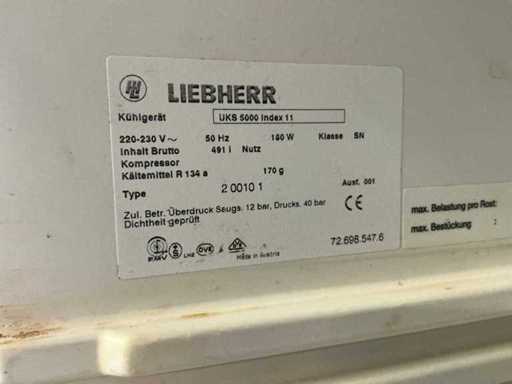 LIEBHERR
Kühlgerät UKS 5000 Index 11
220-230 V~ 50 Hz 180 W Klasse SN
Inhalt Brutto 491 l Nutz
Kompressor
Kältemittel R 134 a 170 g
Type 2 0010 1 Ausf. 001
Zul. Betr. Überdruck Saugs. 12 bar, Drucks. 40 bar
Dichtheit geprüft
CE
72.698.547.6
ÖVE
Made in Austria
max. Belastung pro Rost:
max. Bestückung :